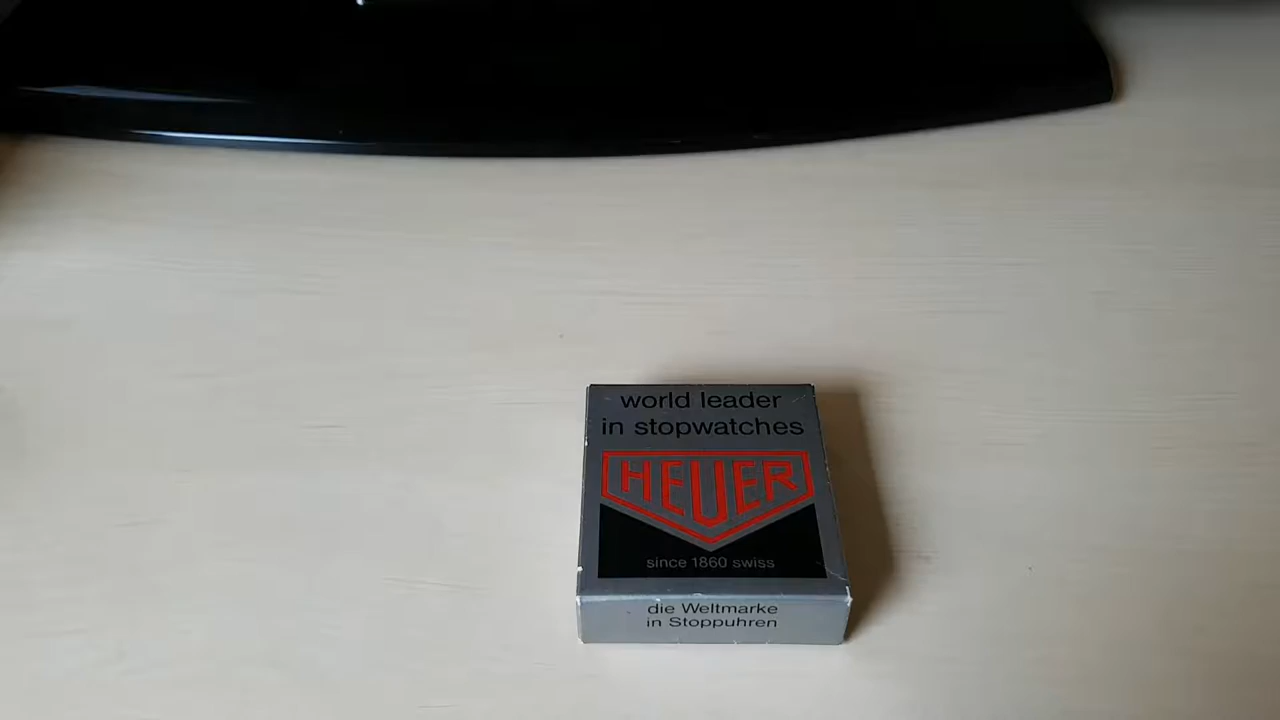 world leader
in stopwatches
HEUER
since 1860 swiss
die Weltmarke
in Stoppuhren